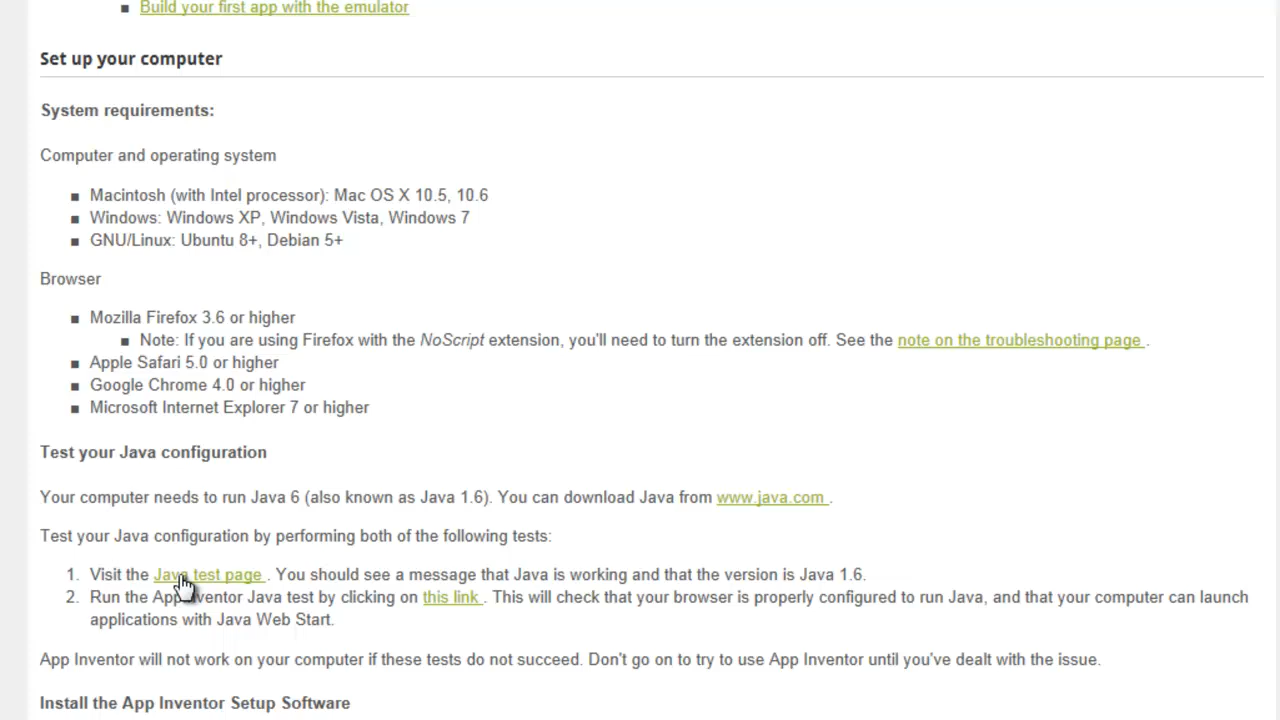 Build your first app with the emulator
Set up your computer
System requirements:
Computer and operating system
Macintosh (with Intel processor): Mac OS X 10.5, 10.6
Windows: Windows XP, Windows Vista, Windows 7
GNU/Linux: Ubuntu 8+, Debian 5+
Browser
Mozilla Firefox 3.6 or higher
Note: If you are using Firefox with the NoScript extension, you'll need to turn the extension off. See the note on the troubleshooting page .
Apple Safari 5.0 or higher
Google Chrome 4.0 or higher
Microsoft Internet Explorer 7 or higher
Test your Java configuration
Your computer needs to run Java 6 (also known as Java 1.6). You can download Java from www.java.com .
Test your Java configuration by performing both of the following tests:
1. Visit the Java test page . You should see a message that Java is working and that the version is Java 1.6.
2. Run the App Inventor Java test by clicking on this link . This will check that your browser is properly configured to run Java, and that your computer can launch
applications with Java Web Start.
App Inventor will not work on your computer if these tests do not succeed. Don't go on to try to use App Inventor until you've dealt with the issue.
Install the App Inventor Setup Software